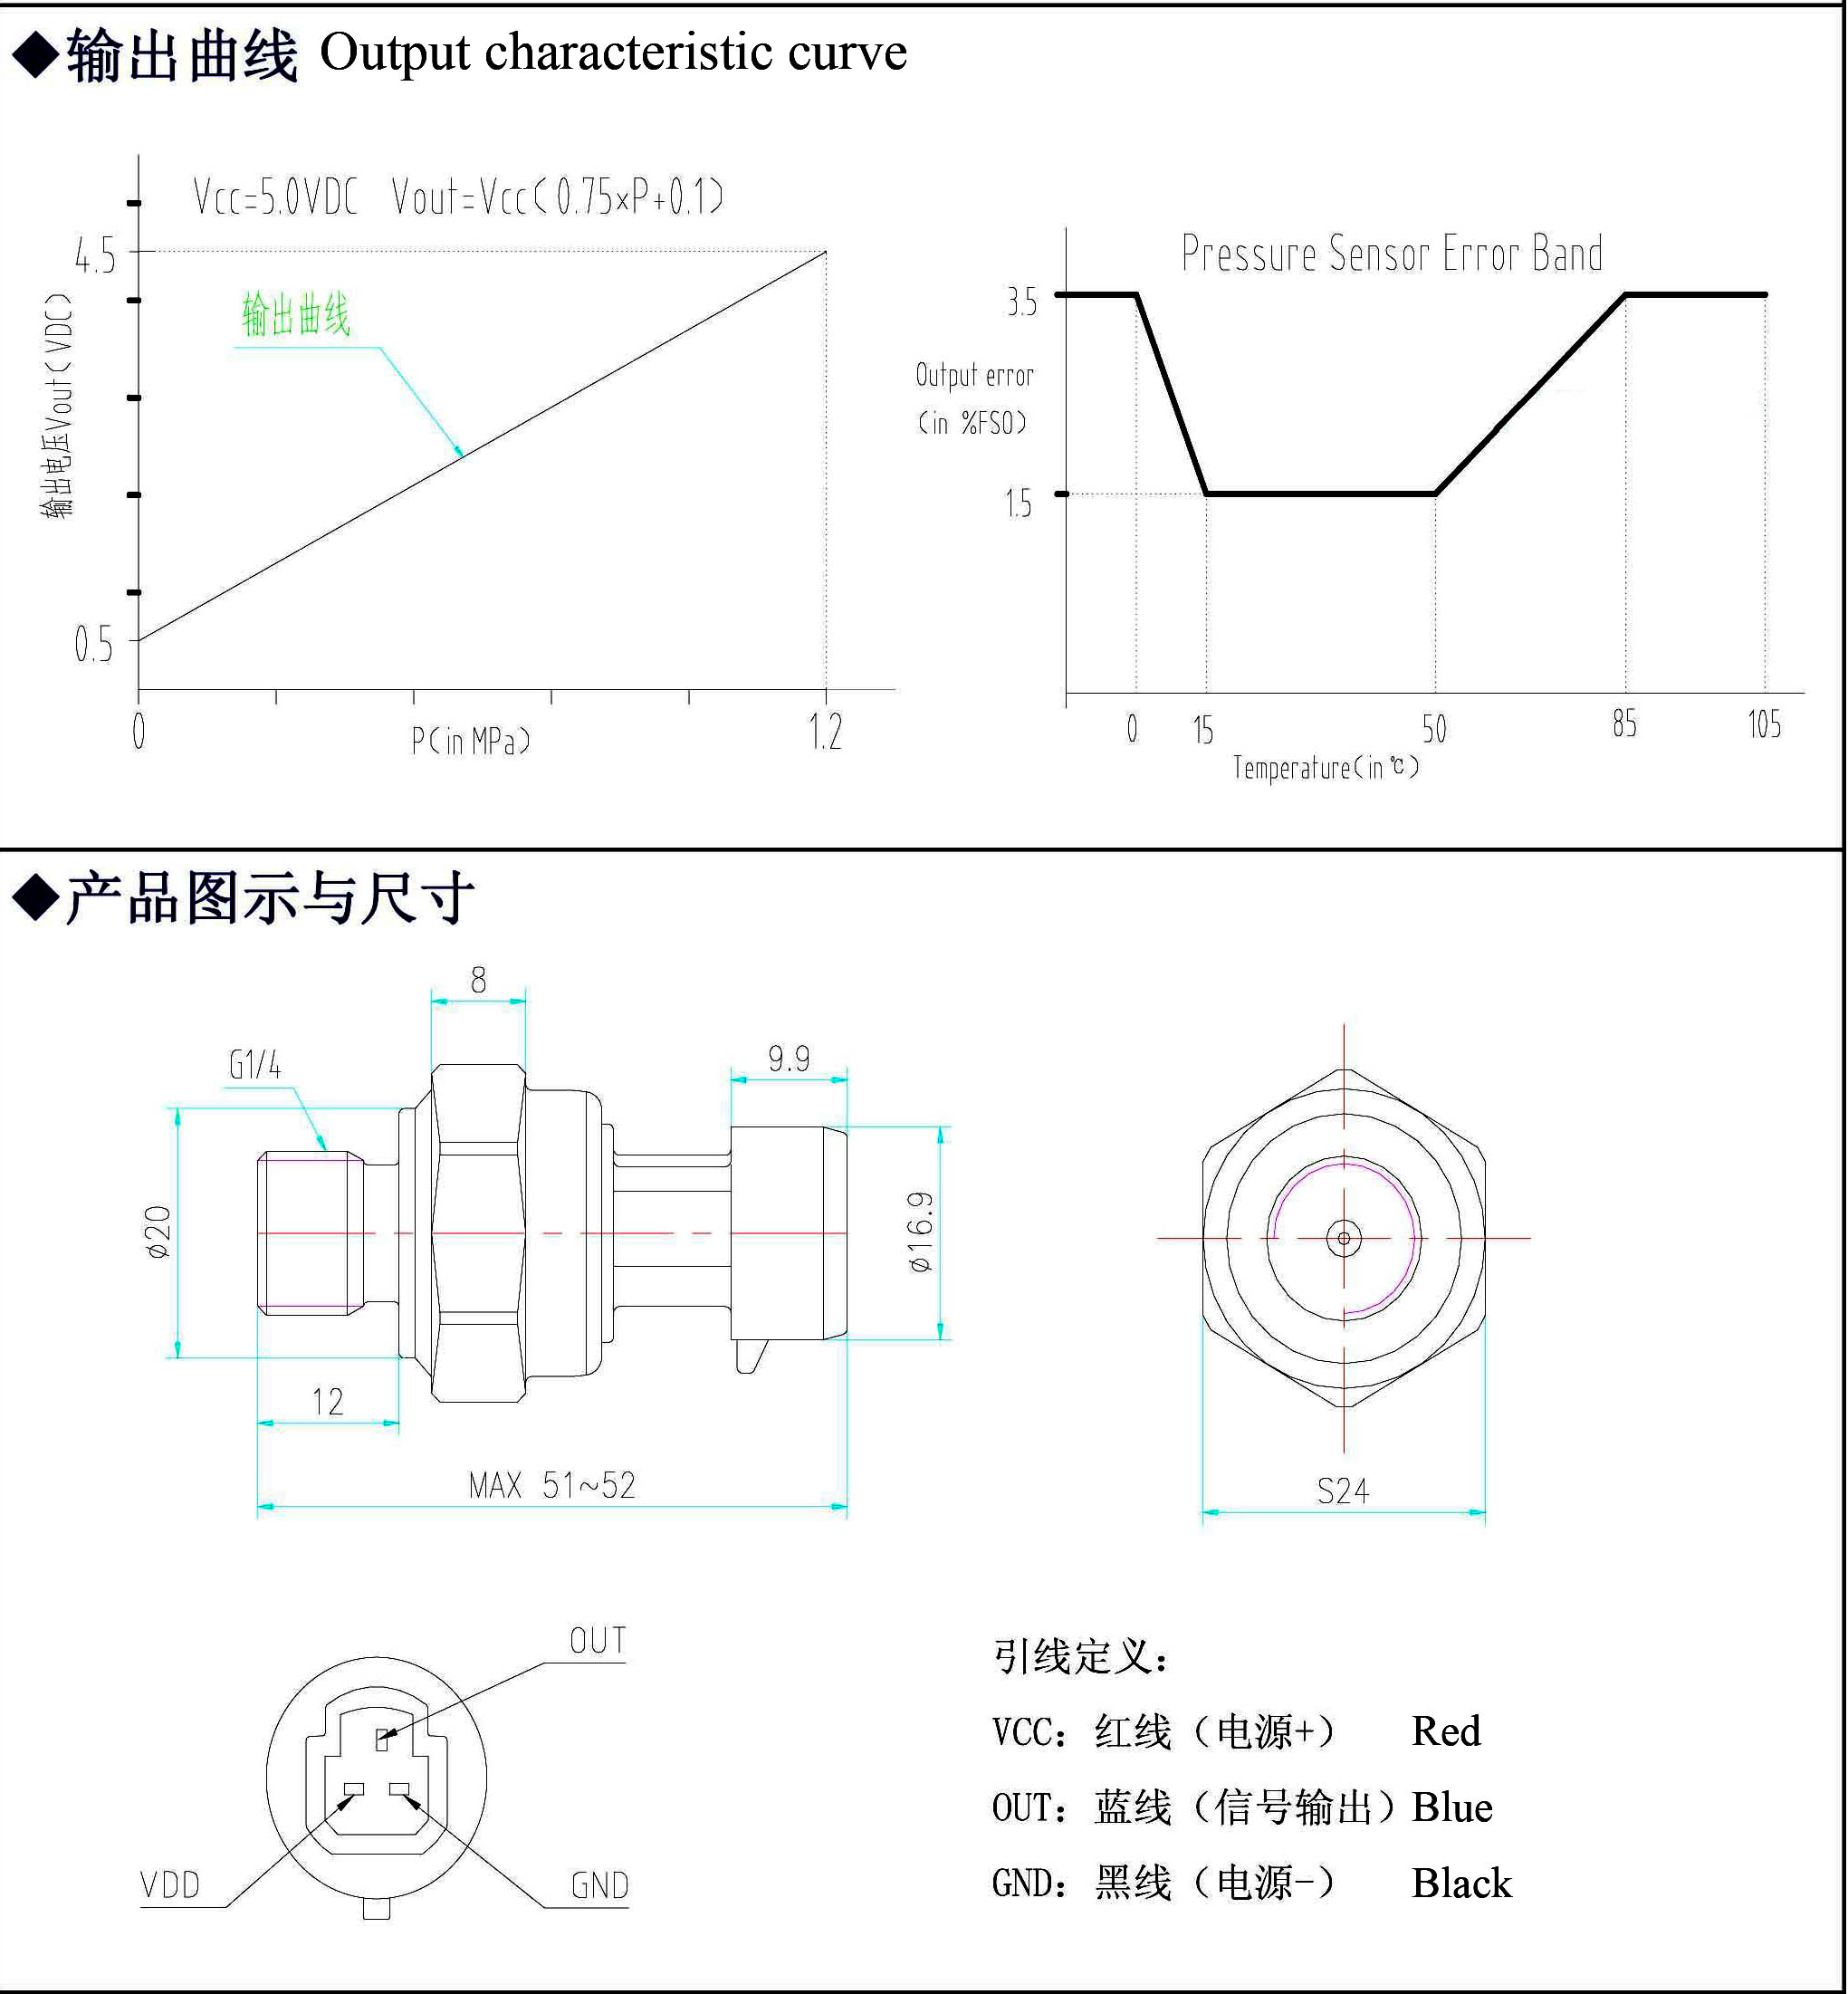 ◆输出曲线 Output characteristic curve
Vcc=5.0VDC Vout=Vcc(0.75×P+0.1)
4.5
输出曲线
输出电压Vout(VDC)
0.5
0
P(in MPa)
1.2
Pressure Sensor Error Band
3.5
Output error
(in %FSO)
1.5
0
15
50
85
105
Temperature(in ℃)
◆产品图示与尺寸
8
G1/4
9.9
ø20
ø16.9
12
MAX 51~52
S24
OUT
VDD
GND
引线定义：
VCC：红线（电源+） Red
OUT：蓝线（信号输出）Blue
GND：黑线（电源-） Black